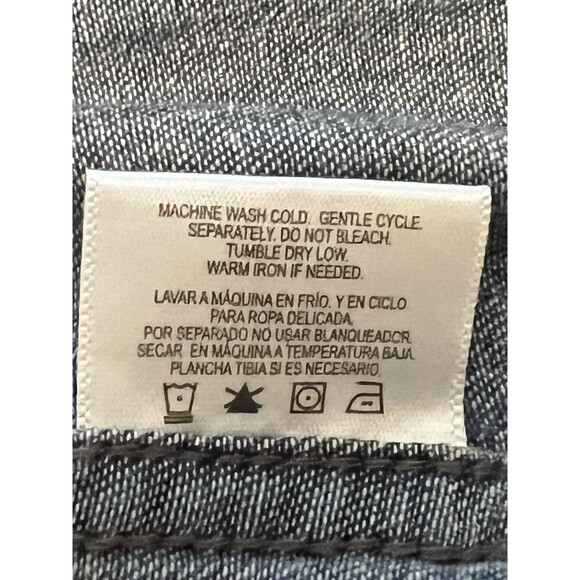 MACHINE WASH COLD. GENTLE CYCLE.
SEPARATELY. DO NOT BLEACH.
TUMBLE DRY LOW.
WARM IRON IF NEEDED.
LAVAR A MÁQUINA EN FRÍO. Y EN CICLO
PARA ROPA DELICADA.
POR SEPARADO NO USAR BLANQUEADOR.
SECAR EN MÁQUINA A TEMPERATURA BAJA.
PLANCHA TIBIA SI ES NECESARIO.